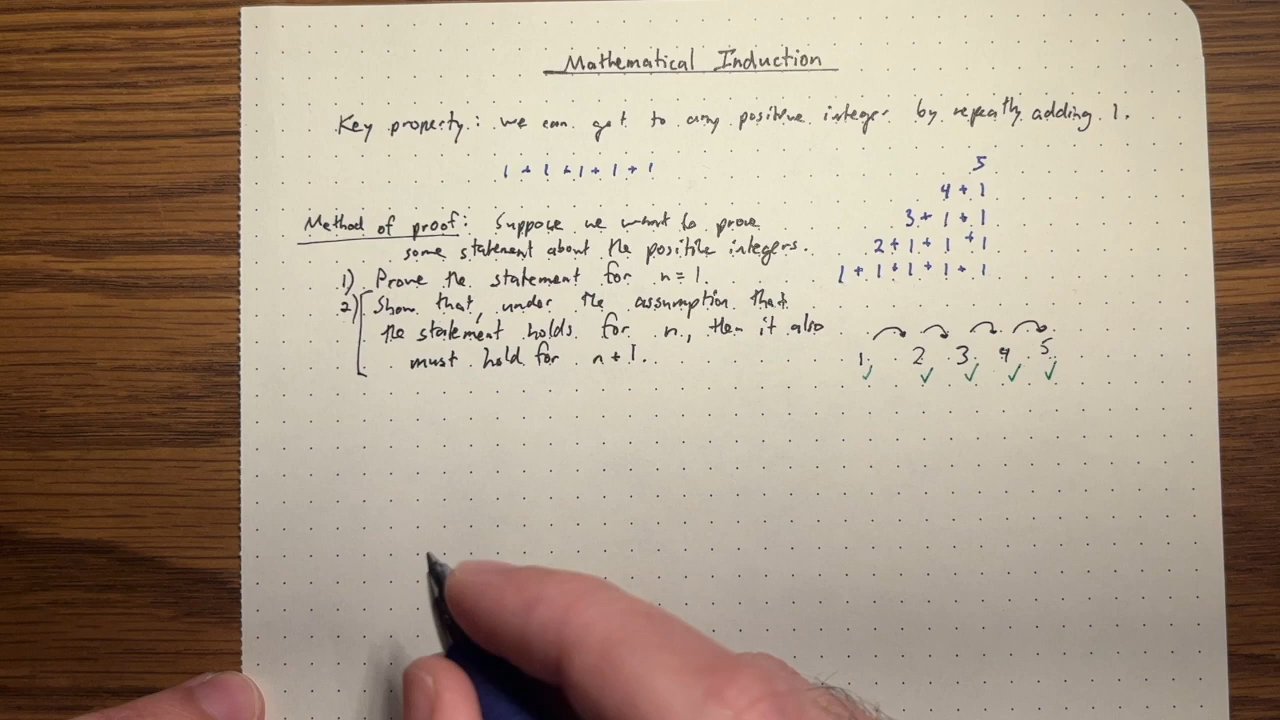 Mathematical Induction
Key property: we can get to any positive integer by repeatly adding 1.
1 + 1 + 1 + 1 + 1
5
4 + 1
3 + 1 + 1
2 + 1 + 1 + 1
1 + 1 + 1 + 1 + 1
Method of proof: Suppose we want to prove
some statement about the positive integers.
1) Prove the statement for n = 1.
2) Show that, under the assumption that
the statement holds for n, then it also
must hold for n + 1.
1 2 3 4 5
✓ ✓ ✓ ✓ ✓